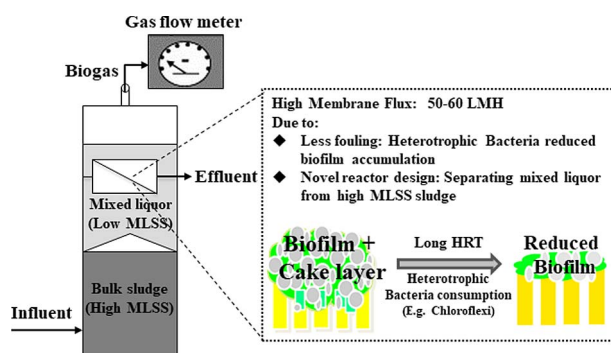 Gas flow meter
Biogas
Effluent
Mixed liquor
(Low MLSS)
Bulk sludge
(High MLSS)
Influent
High Membrane Flux: 50-60 LMH
Due to:
◆ Less fouling: Heterotrophic Bacteria reduced
biofilm accumulation
◆ Novel reactor design: Separating mixed liquor
from high MLSS sludge
Biofilm +
Cake layer
Long HRT
Heterotrophic
Bacteria consumption
(E.g. Chloroflexi)
Reduced
Biofilm